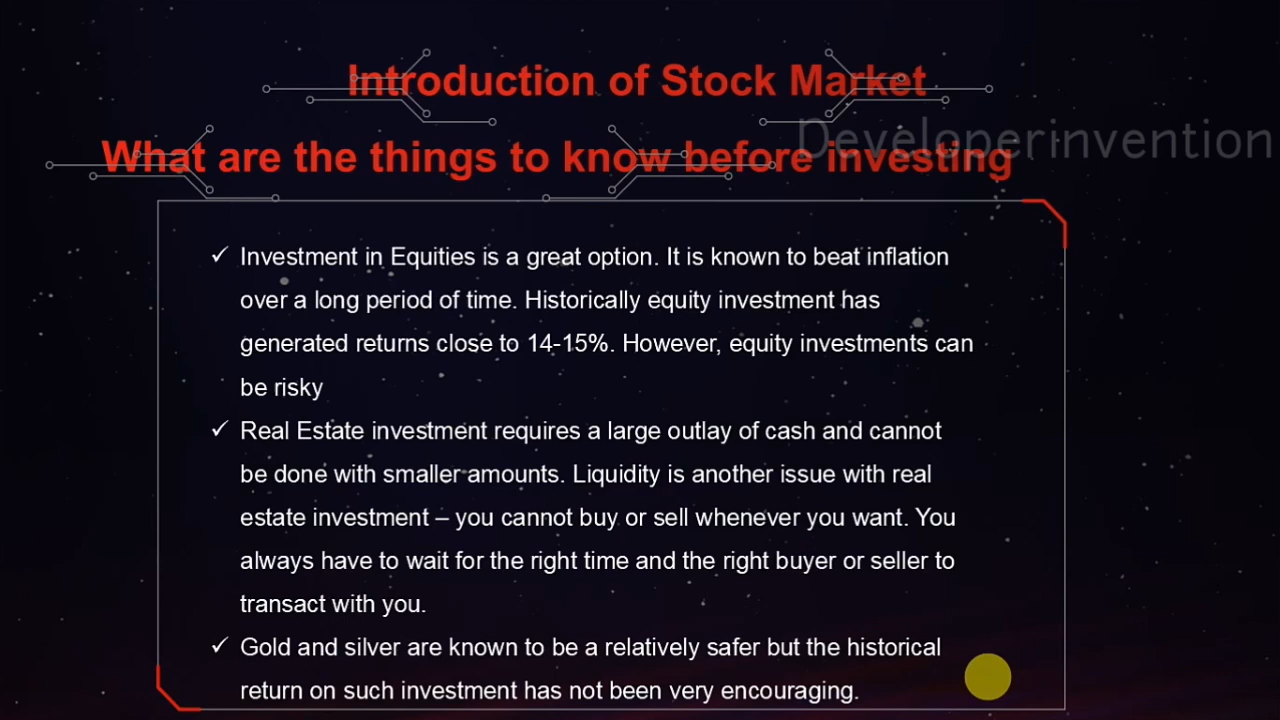 Introduction of Stock Market
Developerinvention
What are the things to know before investing
✓ Investment in Equities is a great option. It is known to beat inflation
over a long period of time. Historically equity investment has
generated returns close to 14-15%. However, equity investments can
be risky
✓ Real Estate investment requires a large outlay of cash and cannot
be done with smaller amounts. Liquidity is another issue with real
estate investment – you cannot buy or sell whenever you want. You
always have to wait for the right time and the right buyer or seller to
transact with you.
✓ Gold and silver are known to be a relatively safer but the historical
return on such investment has not been very encouraging.